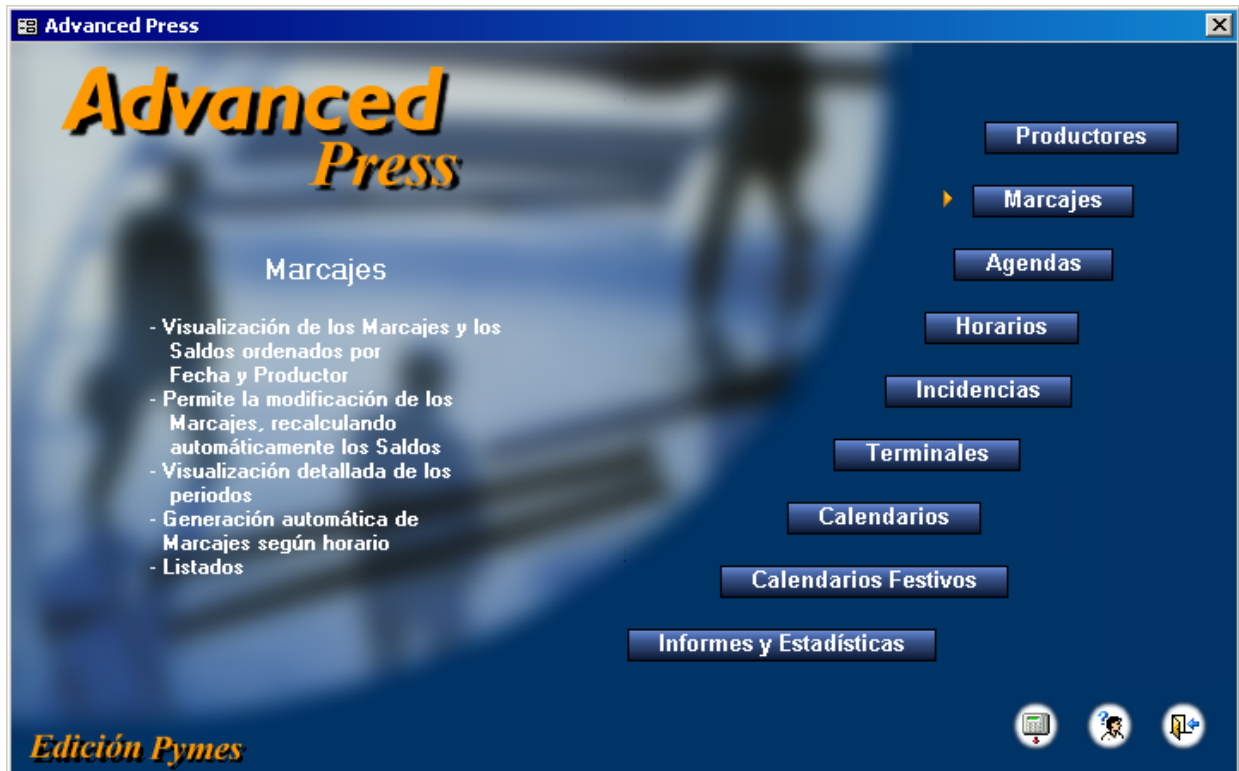 Advanced Press
Advanced
Press
Productores
Marcajes
Agendas
Horarios
Incidencias
Terminales
Calendarios
Calendarios Festivos
Informes y Estadísticas
Marcajes
- Visualización de los Marcajes y los
Saldos ordenados por
Fecha y Productor
- Permite la modificación de los
Marcajes, recalculando
automáticamente los Saldos
- Visualización detallada de los
periodos
- Generación automática de
Marcajes según horario
- Listados
Edición Pymes